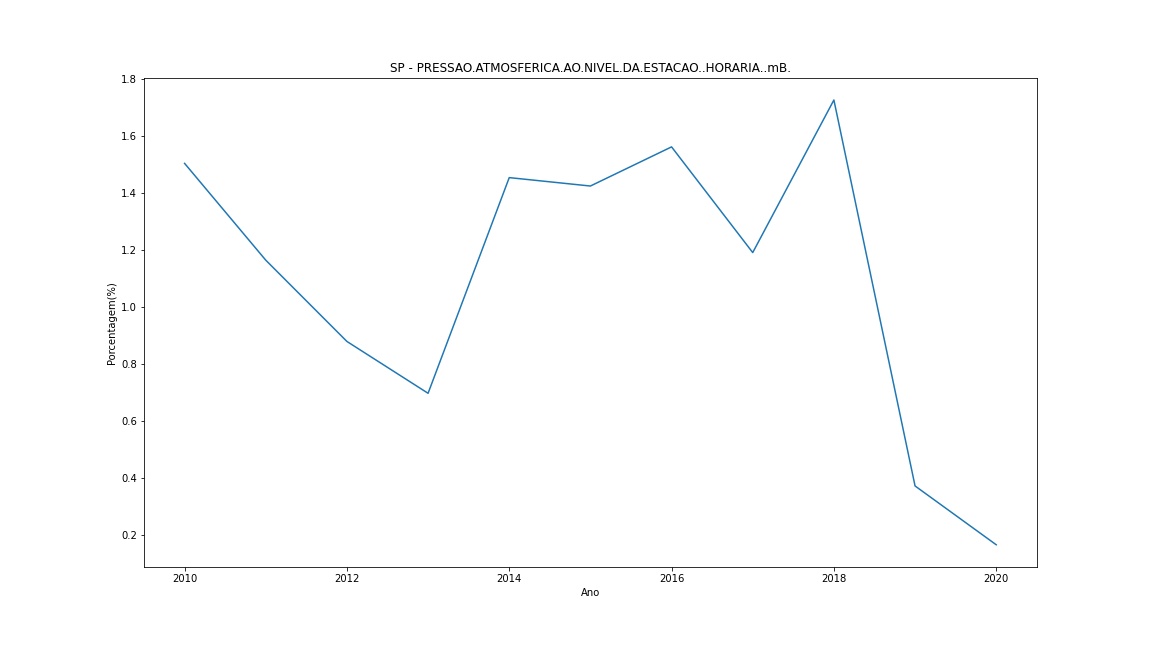 SP - PRESSAO.ATMOSFERICA.AO.NIVEL.DA.ESTACAO..HORARIA..mB.
1.8
1.6
1.4
1.2
1.0
0.8
0.6
0.4
0.2
Porcentagem(%)
2010 2012 2014 2016 2018 2020
Ano